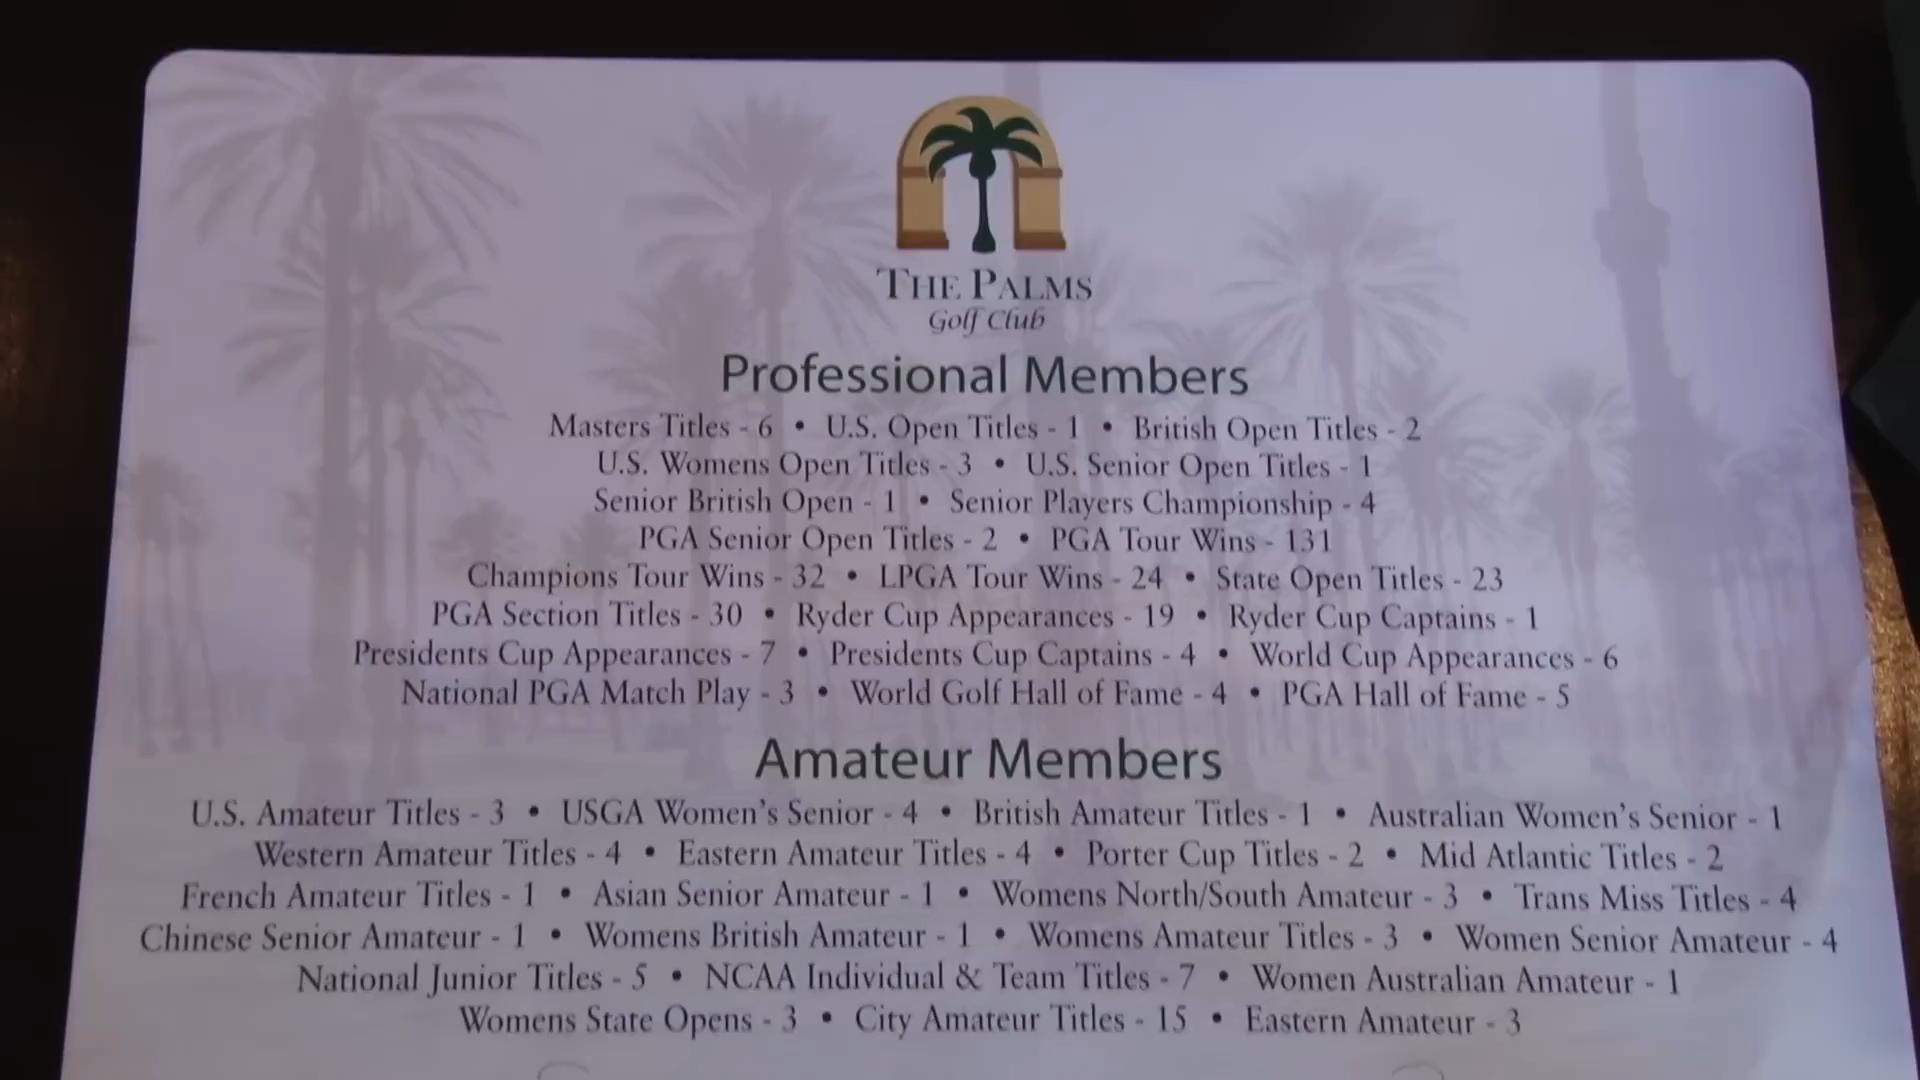 THE PALMS
Golf Club
Professional Members
Masters Titles - 6 • U.S. Open Titles - 1 • British Open Titles - 2
U.S. Womens Open Titles - 3 • U.S. Senior Open Titles - 1
Senior British Open - 1 • Senior Players Championship - 4
PGA Senior Open Titles - 2 • PGA Tour Wins - 131
Champions Tour Wins - 32 • LPGA Tour Wins - 24 • State Open Titles - 23
PGA Section Titles - 30 • Ryder Cup Appearances - 19 • Ryder Cup Captains - 1
Presidents Cup Appearances - 7 • Presidents Cup Captains - 4 • World Cup Appearances - 6
National PGA Match Play - 3 • World Golf Hall of Fame - 4 • PGA Hall of Fame - 5
Amateur Members
U.S. Amateur Titles - 3 • USGA Women's Senior - 4 • British Amateur Titles - 1 • Australian Women's Senior - 1
Western Amateur Titles - 4 • Eastern Amateur Titles - 4 • Porter Cup Titles - 2 • Mid Atlantic Titles - 2
French Amateur Titles - 1 • Asian Senior Amateur - 1 • Womens North/South Amateur - 3 • Trans Miss Titles - 4
Chinese Senior Amateur - 1 • Womens British Amateur - 1 • Womens Amateur Titles - 3 • Women Senior Amateur - 4
National Junior Titles - 5 • NCAA Individual & Team Titles - 7 • Women Australian Amateur - 1
Womens State Opens - 3 • City Amateur Titles - 15 • Eastern Amateur - 3